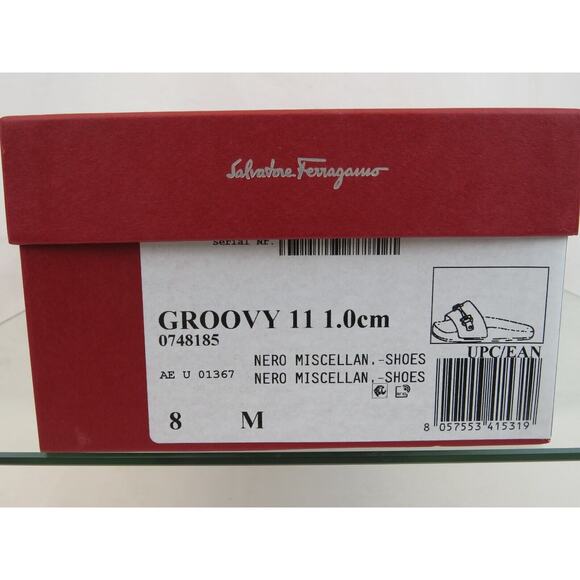 Salvatore Ferragamo
Serial Nr.
GROOVY 11 1.0cm
0748185
NERO MISCELLAN.-SHOES
AE U 01367 NERO MISCELLAN.-SHOES
8 M
UPC/EAN
8 057553 415319